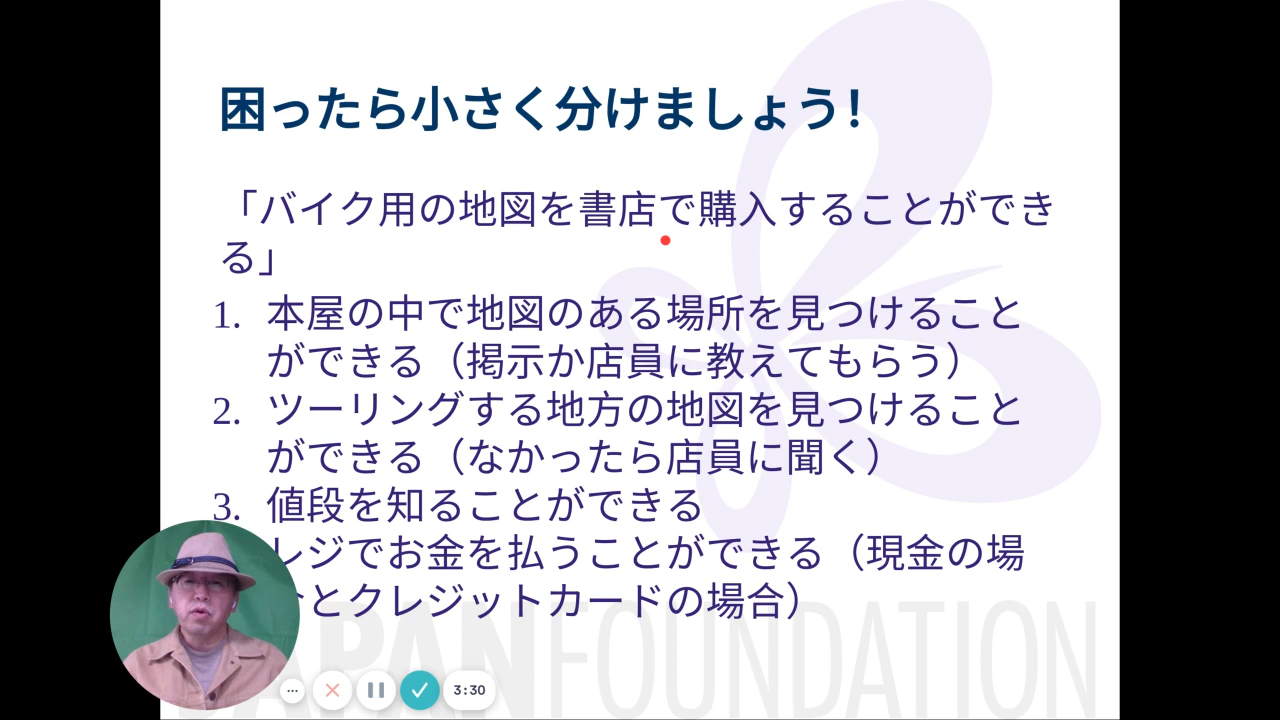 困ったら小さく分けましょう！
「バイク用の地図を書店で購入することができ
る」
1. 本屋の中で地図のある場所を見つけること
ができる（掲示か店員に教えてもらう）
2. ツーリングする地方の地図を見つけること
ができる（なかったら店員に聞く）
3. 値段を知ることができる
レジでお金を払うことができる（現金の場
とクレジットカードの場合）
JAPANFOUNDATION
3:30